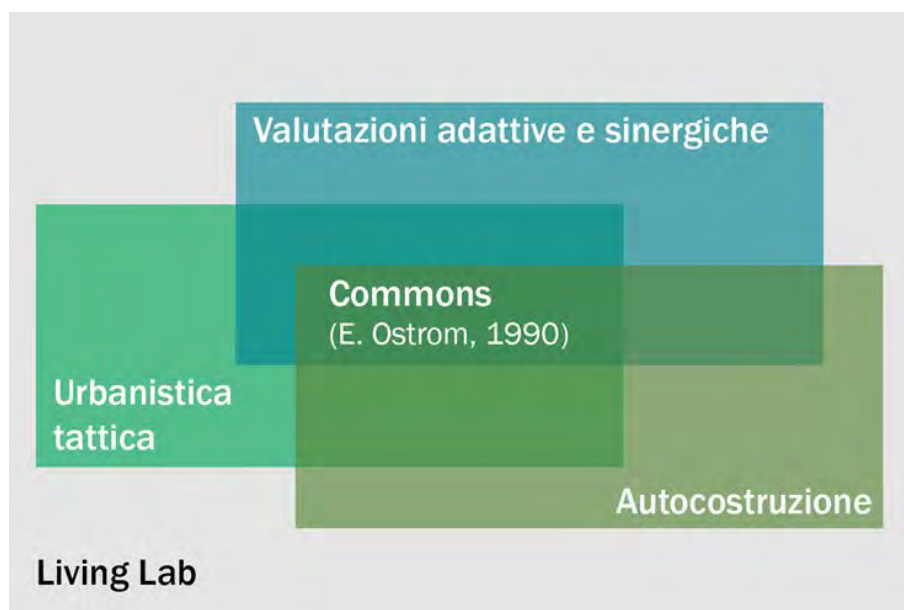 Valutazioni adattive e sinergiche
Commons
(E. Ostrom, 1990)
Urbanistica
tattica
Autocostruzione
Living Lab